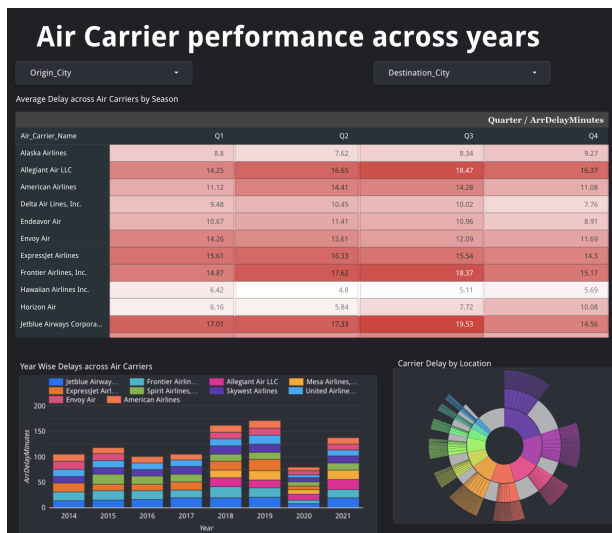 Air Carrier performance across years
Origin_City
Destination_City
Average Delay across Air Carriers by Season
Quarter / ArrDelayMinutes
Air_Carrier_Name Q1 Q2 Q3 Q4
Alaska Airlines 8.8 7.62 8.34 9.27
Allegiant Air LLC 14.25 16.65 18.47 16.37
American Airlines 11.12 14.41 14.28 11.08
Delta Air Lines, Inc. 9.48 10.45 10.02 7.76
Endeavor Air 10.67 11.41 10.96 8.91
Envoy Air 14.26 13.61 12.09 11.69
ExpressJet Airlines 15.61 16.33 15.54 14.3
Frontier Airlines, Inc. 14.87 17.62 18.37 15.17
Hawaiian Airlines Inc. 6.42 4.8 5.11 5.69
Horizon Air 6.16 5.84 7.72 10.08
Jetblue Airways Corpora... 17.01 17.33 19.53 14.56
Year Wise Delays across Air Carriers
Jetblue Airway... Frontier Airlin... Allegiant Air LLC Mesa Airlines,...
ExpressJet Airl... Spirit Airlines,... Skywest Airlines United Airline...
Envoy Air American Airlines
ArrDelayMinutes
200
150
100
50
0
2014 2015 2016 2017 2018 2019 2020 2021
Year
Carrier Delay by Location